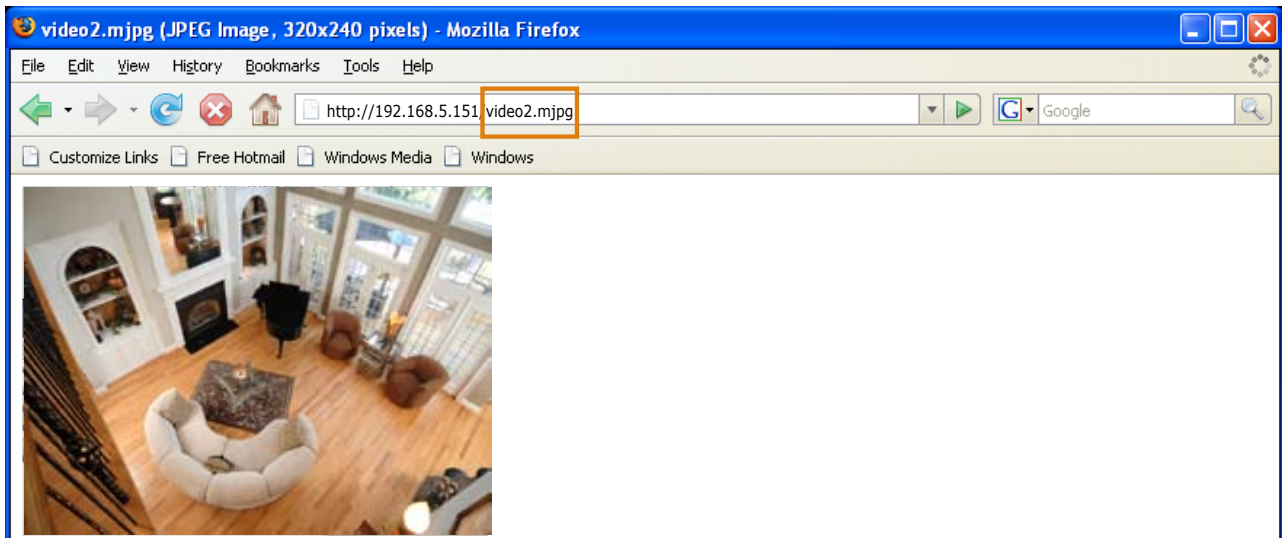 video2.mjpg (JPEG Image, 320x240 pixels) - Mozilla Firefox
File Edit View History Bookmarks Tools Help
http://192.168.5.151/video2.mjpg G Google
Customize Links Free Hotmail Windows Media Windows